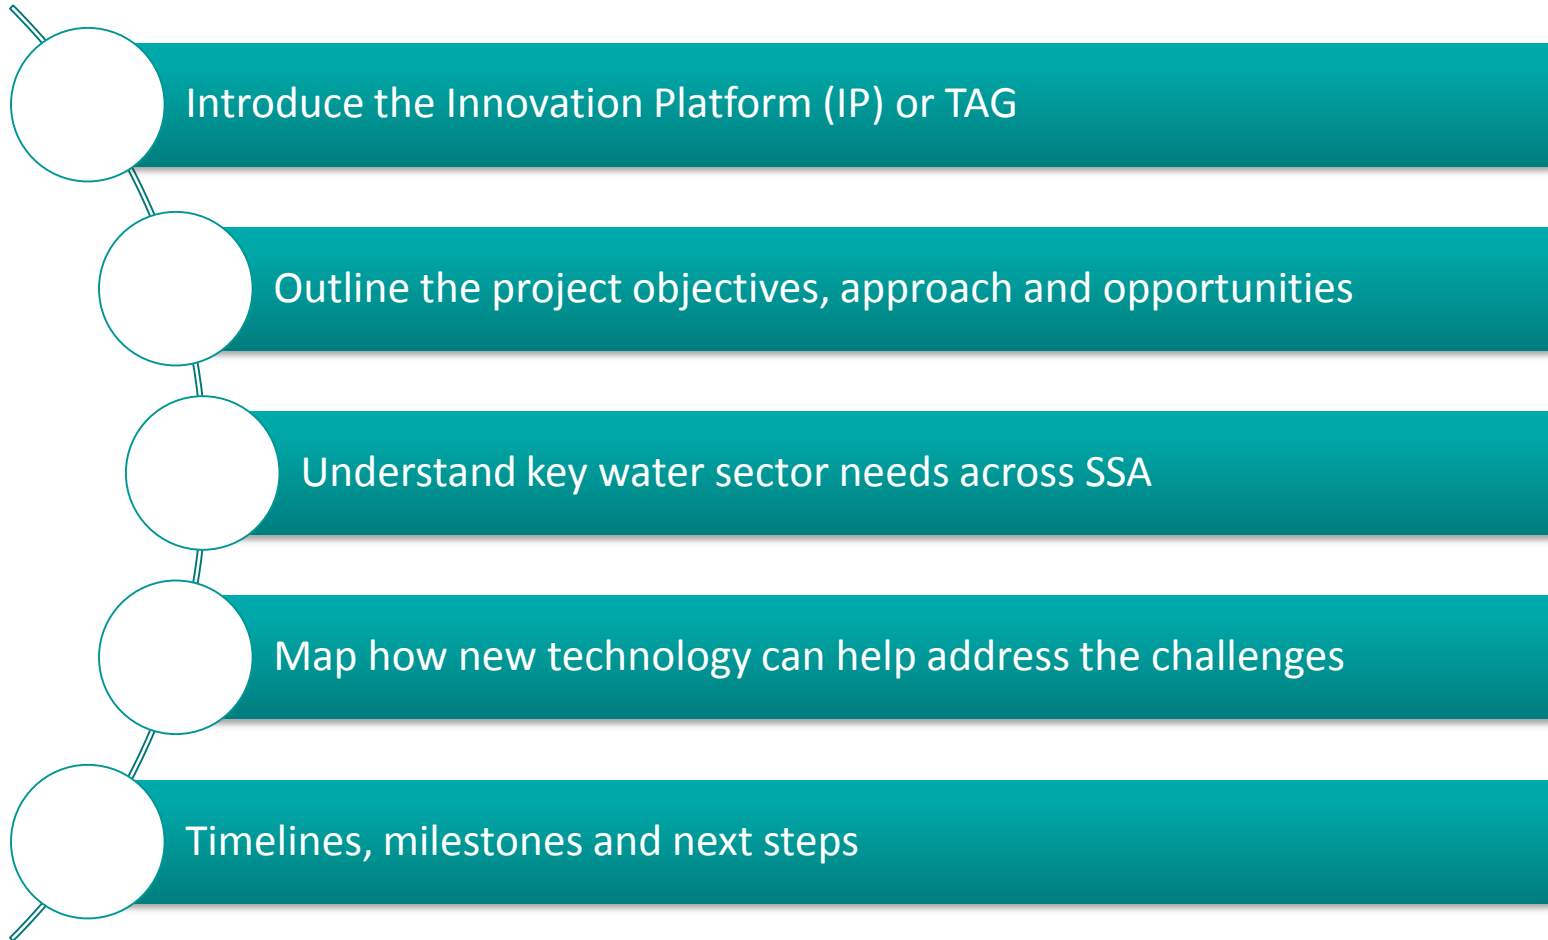 Introduce the Innovation Platform (IP) or TAG
Outline the project objectives, approach and opportunities
Understand key water sector needs across SSA
Map how new technology can help address the challenges
Timelines, milestones and next steps